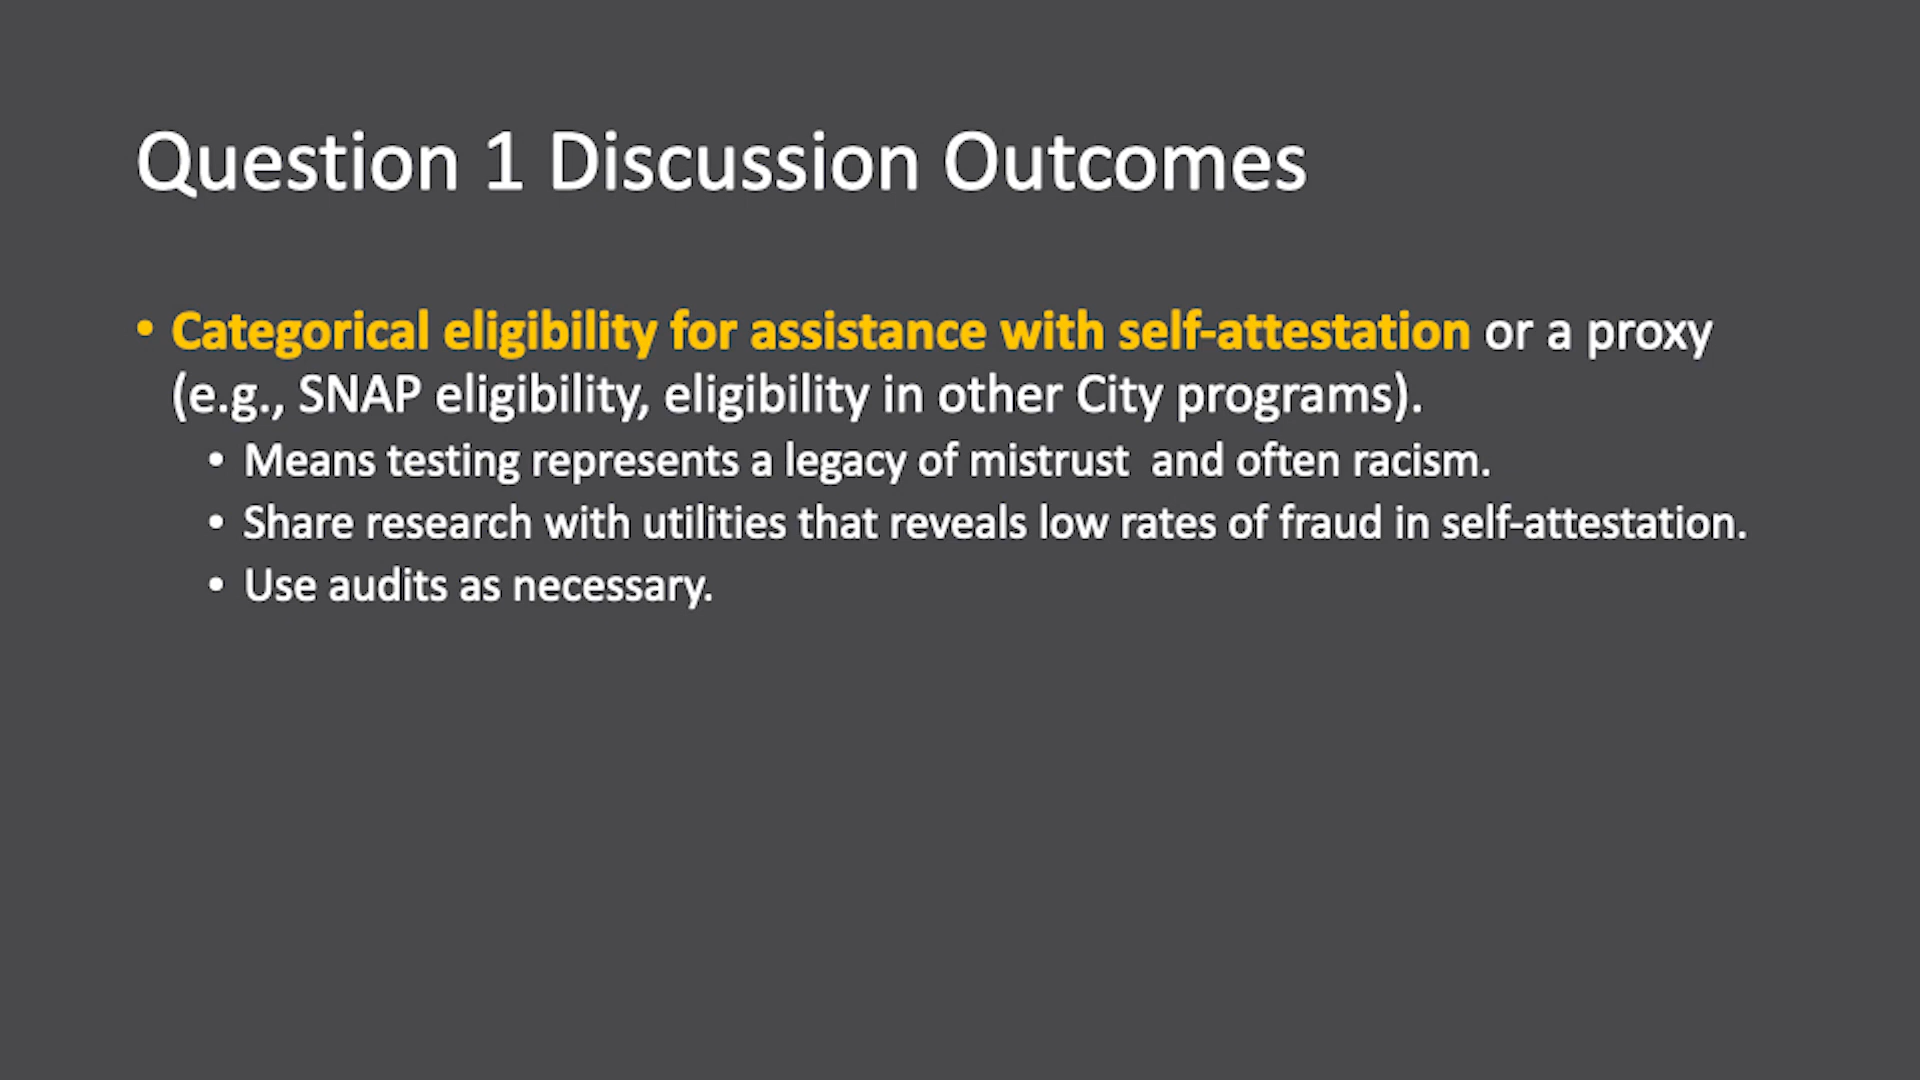 Question 1 Discussion Outcomes
• Categorical eligibility for assistance with self-attestation or a proxy
(e.g., SNAP eligibility, eligibility in other City programs).
• Means testing represents a legacy of mistrust  and often racism.
• Share research with utilities that reveals low rates of fraud in self-attestation.
• Use audits as necessary.